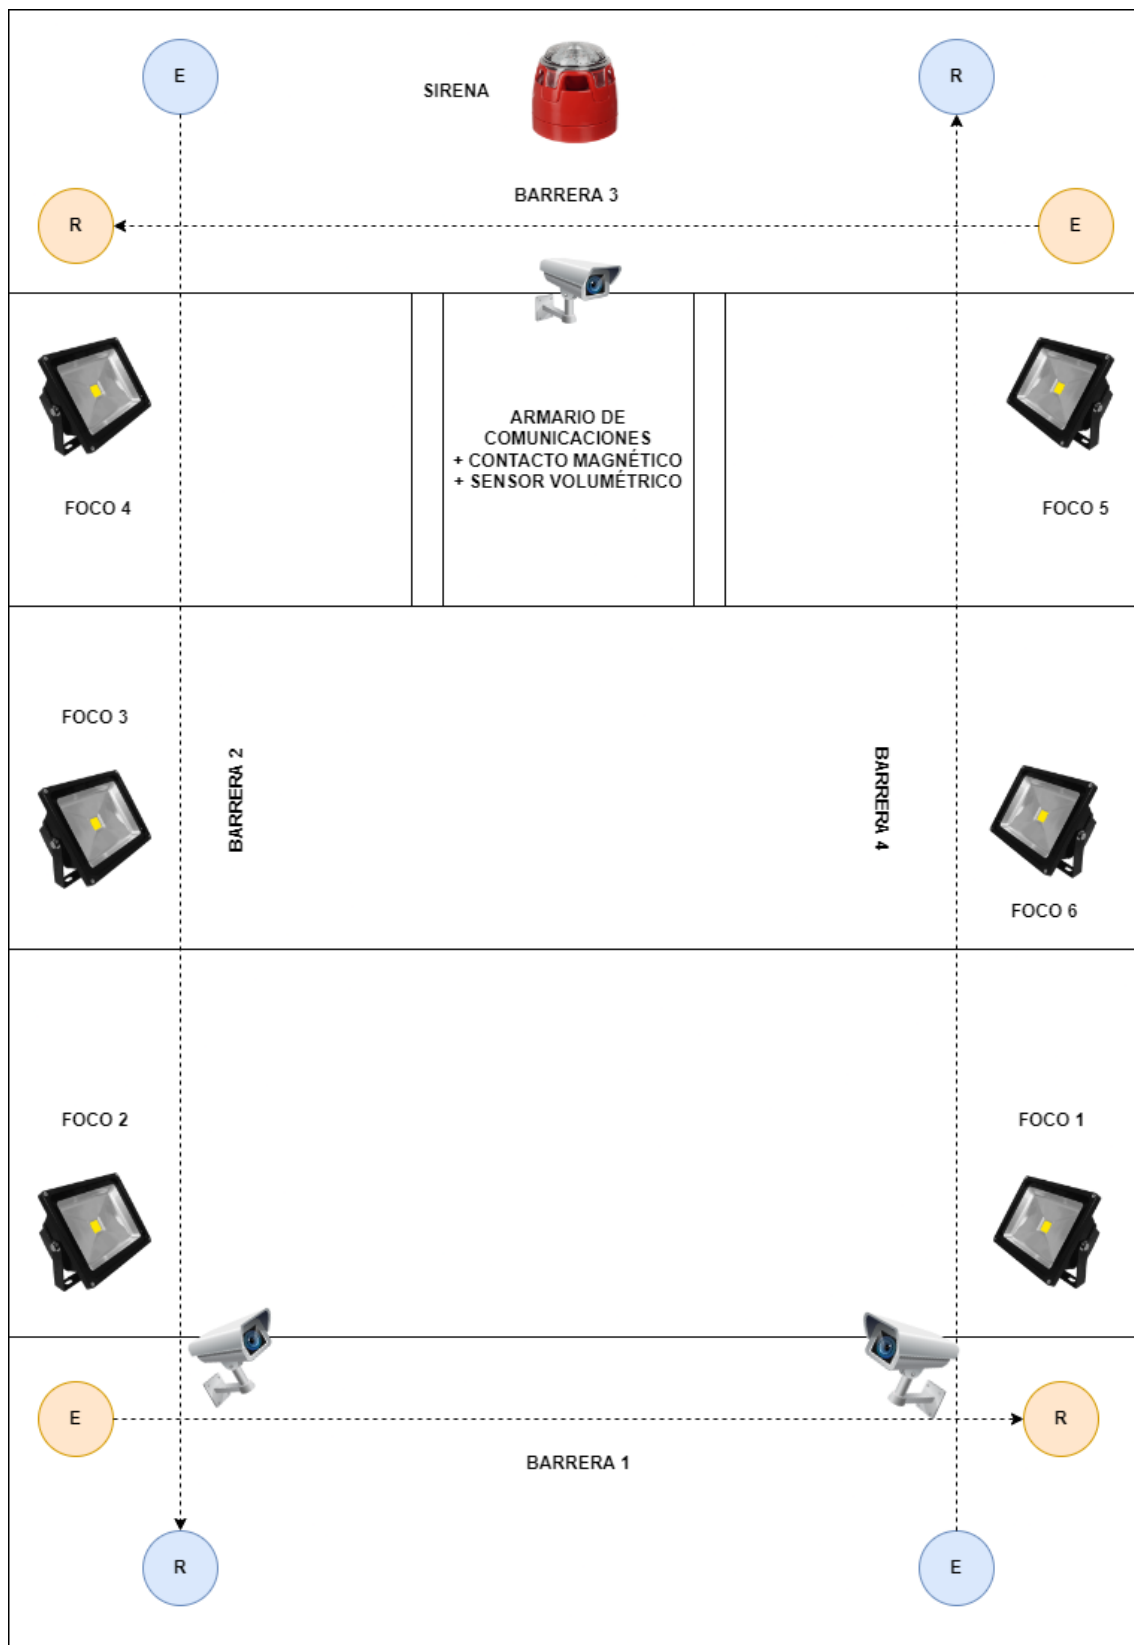 E
R
SIRENA
BARRERA 3
R
E
ARMARIO DE
COMUNICACIONES
+ CONTACTO MAGNÉTICO
+ SENSOR VOLUMÉTRICO
FOCO 4
FOCO 5
FOCO 3
BARRERA 2
BARRERA 4
FOCO 6
FOCO 2
FOCO 1
E
R
BARRERA 1
R
E